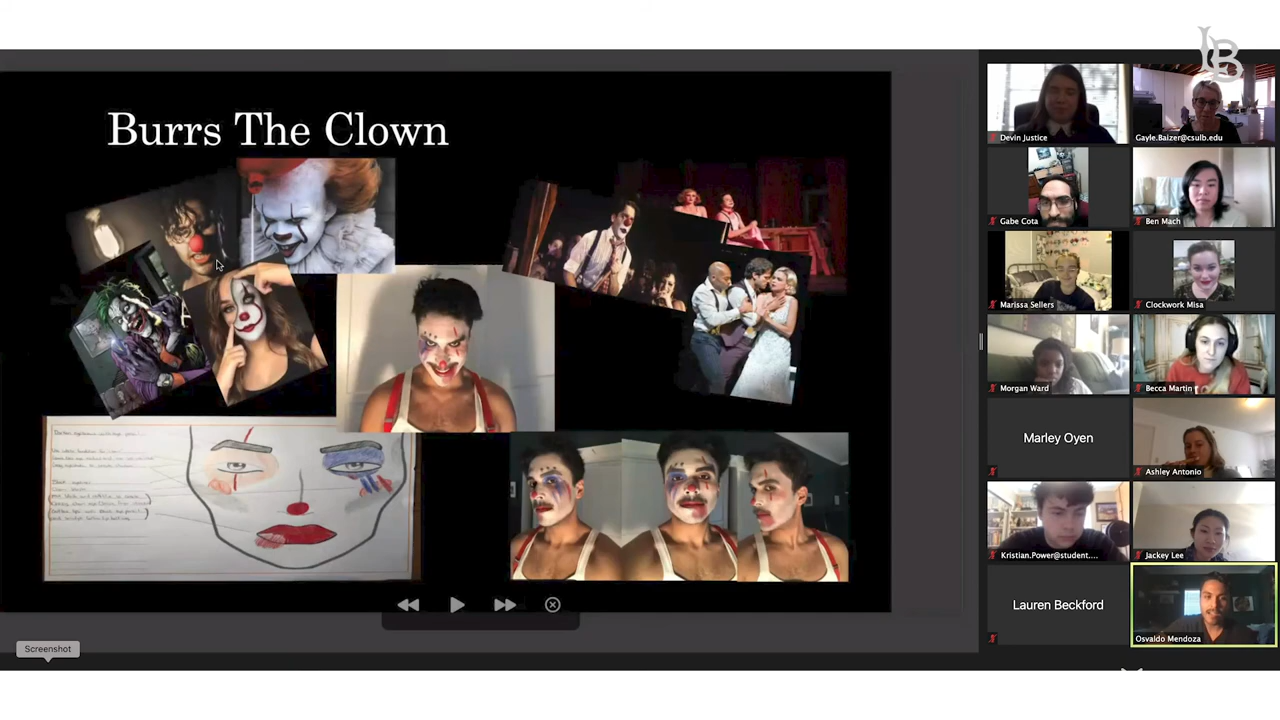 LB
Burrs The Clown
Devin Justice
Gayle.Baizer@csulb.edu
Gabe Cota
Ben Mach
Marissa Sellers
Clockwork Misa
Morgan Ward
Becca Martin
Marley Oyen
Ashley Antonio
Kristian.Power@student....
Jackey Lee
Lauren Beckford
Osvaldo Mendoza
Screenshot